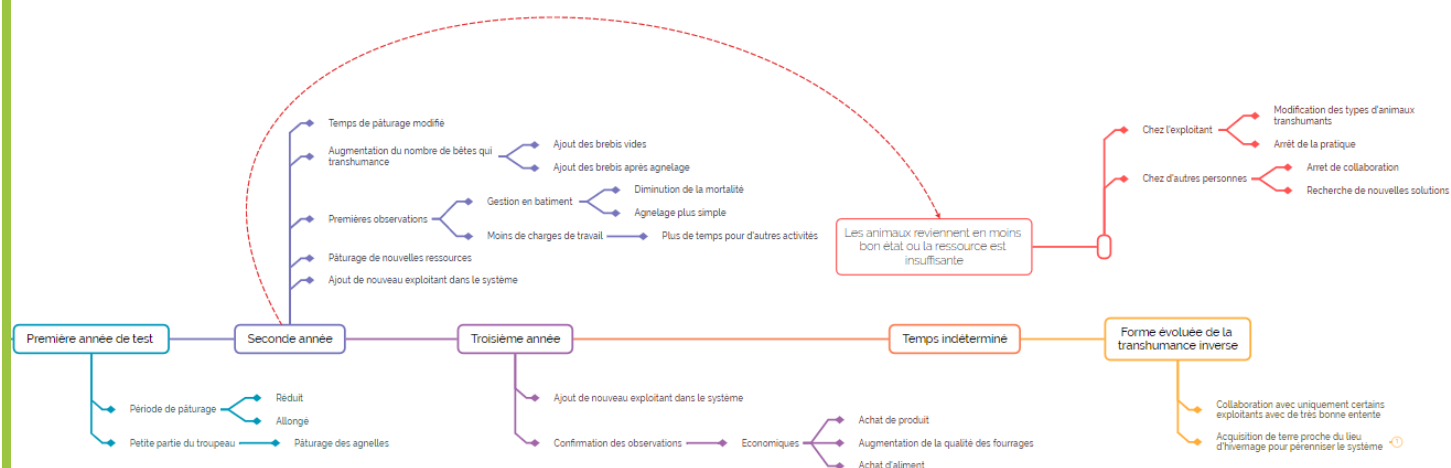 Temps de pâturage modifié
Augmentation du nombre de bêtes qui
transhumance
Ajout des brebis vides
Ajout des brebis après agnelage
Premières observations
Gestion en batiment
Diminution de la mortalité
Agnelage plus simple
Moins de charges de travail
Plus de temps pour d'autres activités
Pâturage de nouvelles ressources
Ajout de nouveau exploitant dans le système
Les animaux reviennent en moins
bon état ou la ressource est
insuffisante
Chez l'exploitant
Modification des types d'animaux
transhumants
Arrêt de la pratique
Chez d'autres personnes
Arret de collaboration
Recherche de nouvelles solutions
Première année de test
Seconde année
Troisième année
Temps indéterminé
Forme évoluée de la
transhumance inverse
Période de pâturage
Réduit
Allongé
Petite partie du troupeau
Pâturage des agnelles
Ajout de nouveau exploitant dans le système
Confirmation des observations
Economiques
Achat de produit
Augmentation de la qualité des fourrages
Achat d'aliment
Collaboration avec uniquement certains
exploitants avec de très bonne entente
Acquisition de terre proche du lieu
d'hivernage pour pérenniser le système